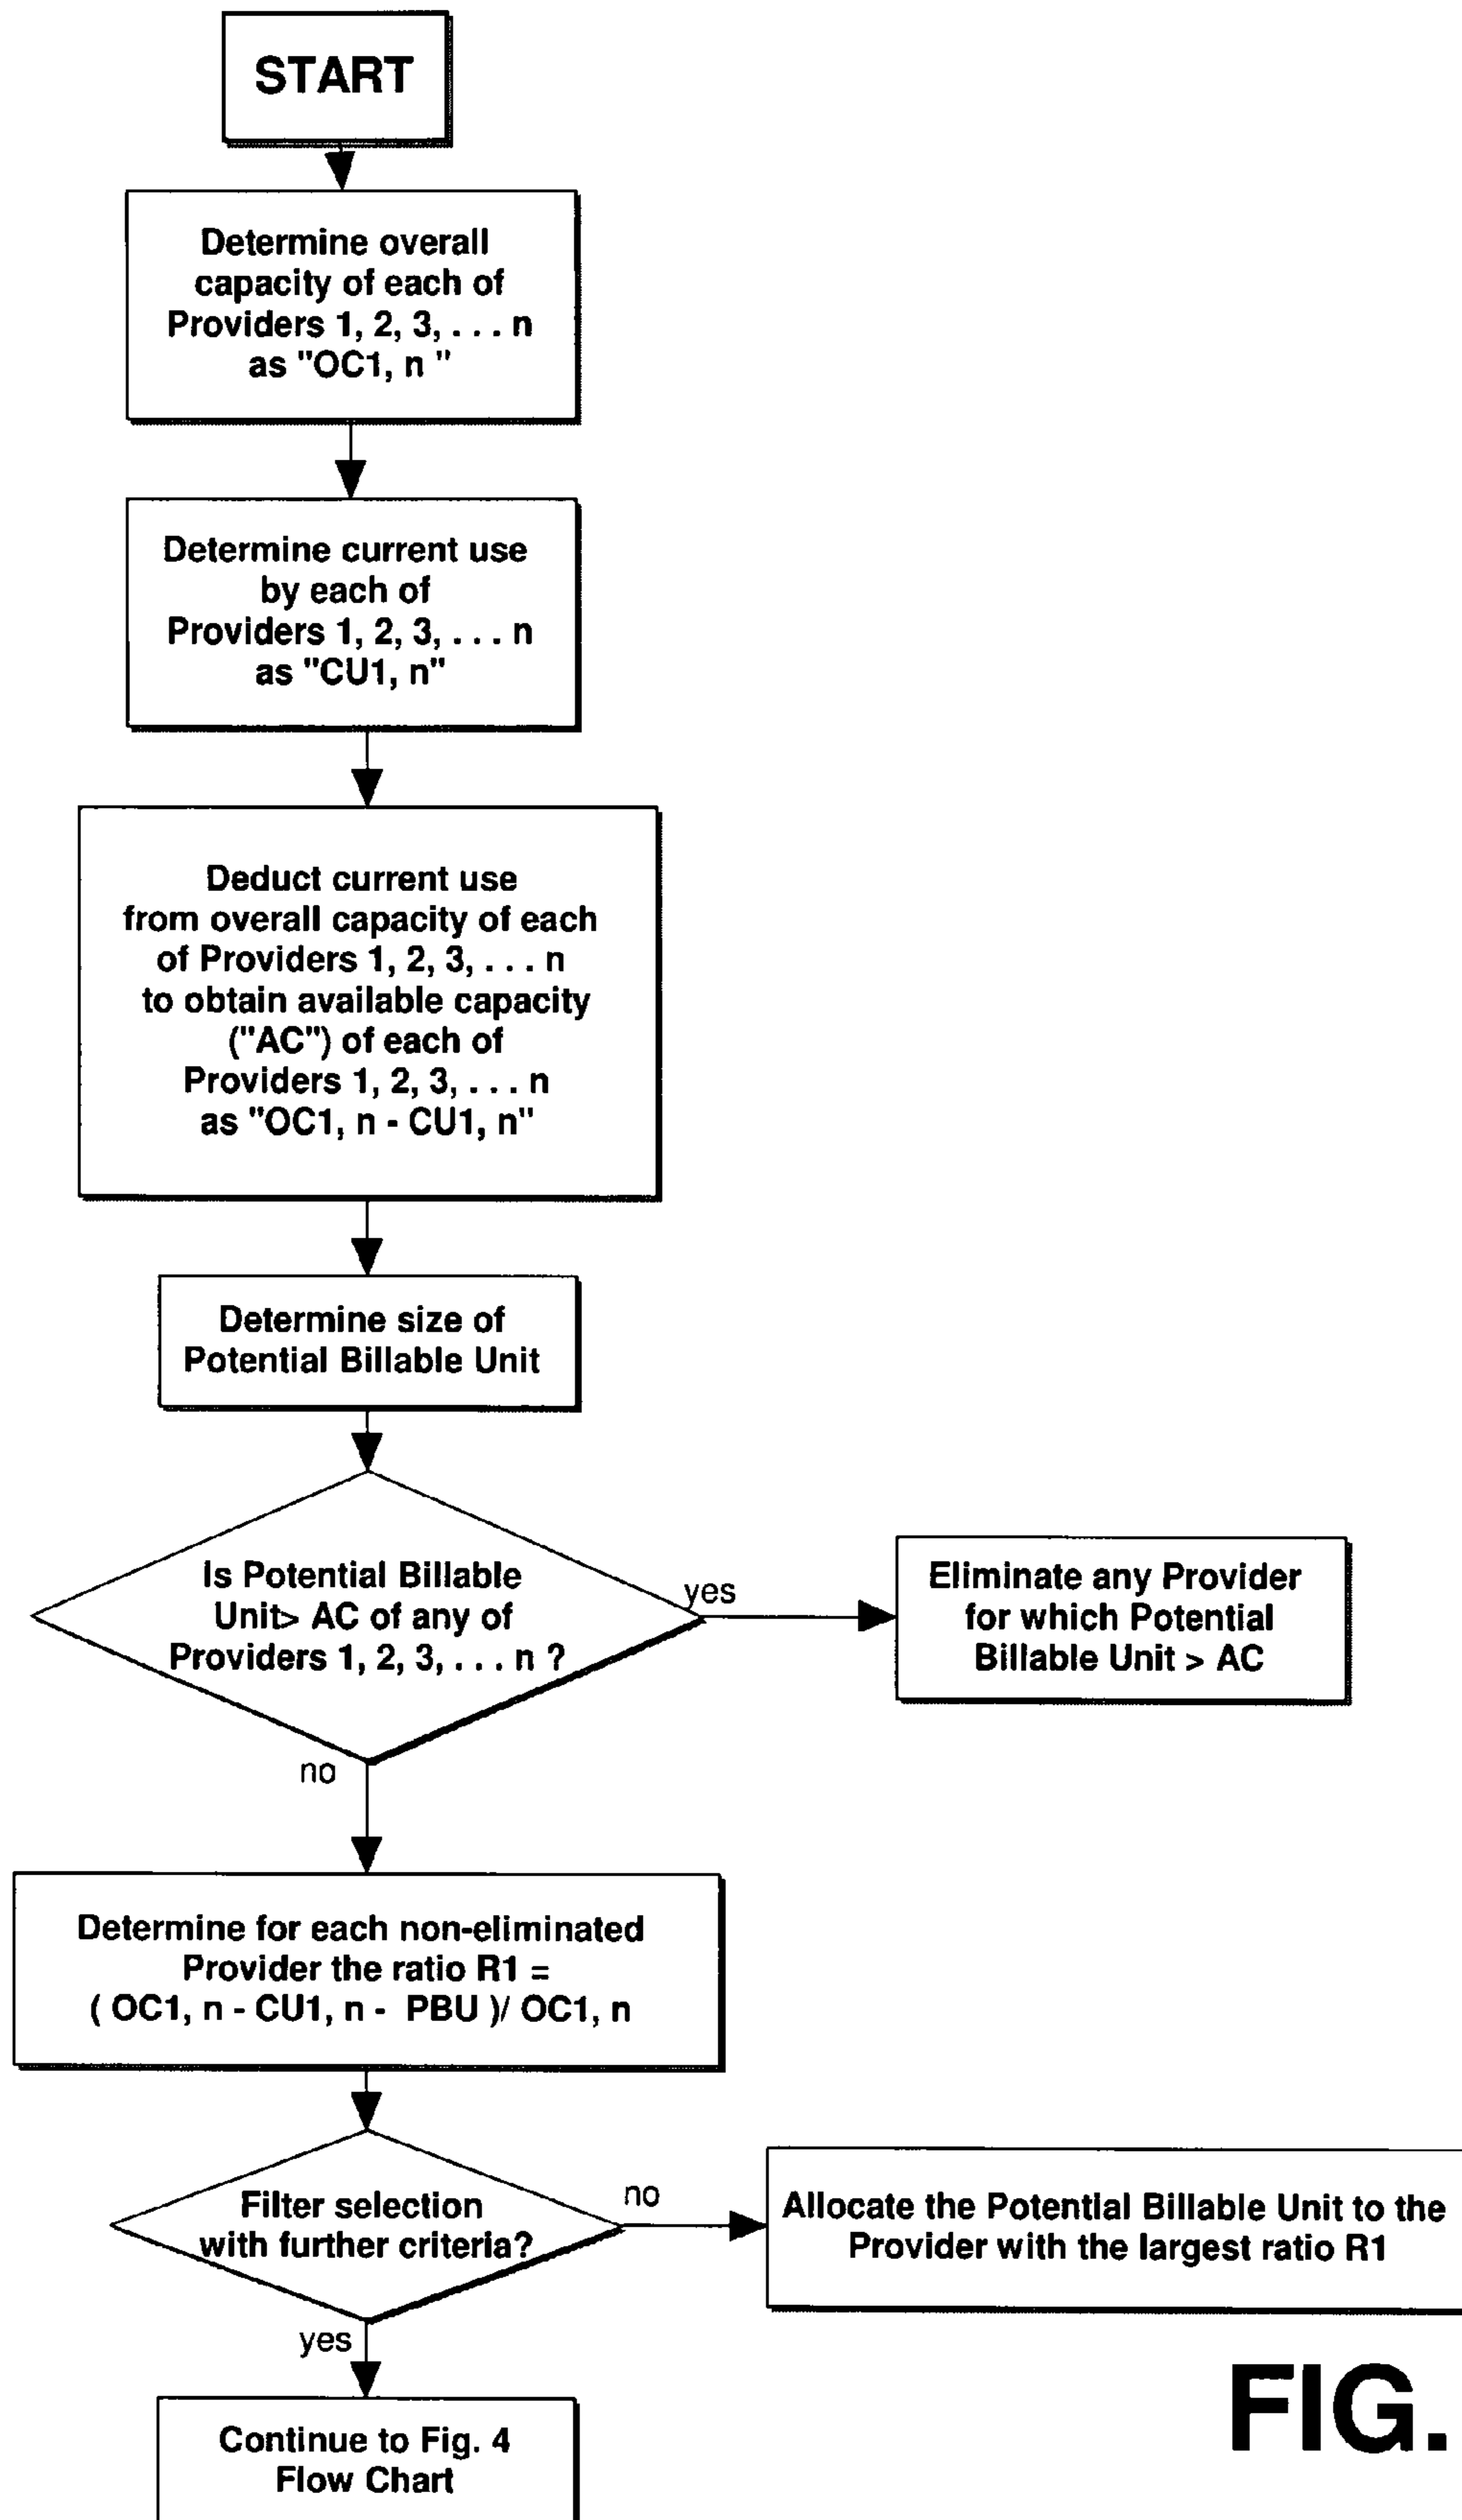 START
Determine overall
capacity of each of
Providers 1, 2, 3, . . . n
as "OC1, n "
Determine current use
by each of
Providers 1, 2, 3, . . . n
as "CU1, n"
Deduct current use
from overall capacity of each
of Providers 1, 2, 3, . . . n
to obtain available capacity
("AC") of each of
Providers 1, 2, 3, . . . n
as "OC1, n - CU1, n"
Determine size of
Potential Billable Unit
Is Potential Billable
Unit> AC of any of
Providers 1, 2, 3, . . . n ?
yes
Eliminate any Provider
for which Potential
Billable Unit > AC
no
Determine for each non-eliminated
Provider the ratio R1 =
( OC1, n - CU1, n - PBU )/ OC1, n
Filter selection
with further criteria?
no
Allocate the Potential Billable Unit to the
Provider with the largest ratio R1
yes
Continue to Fig. 4
Flow Chart
FIG.